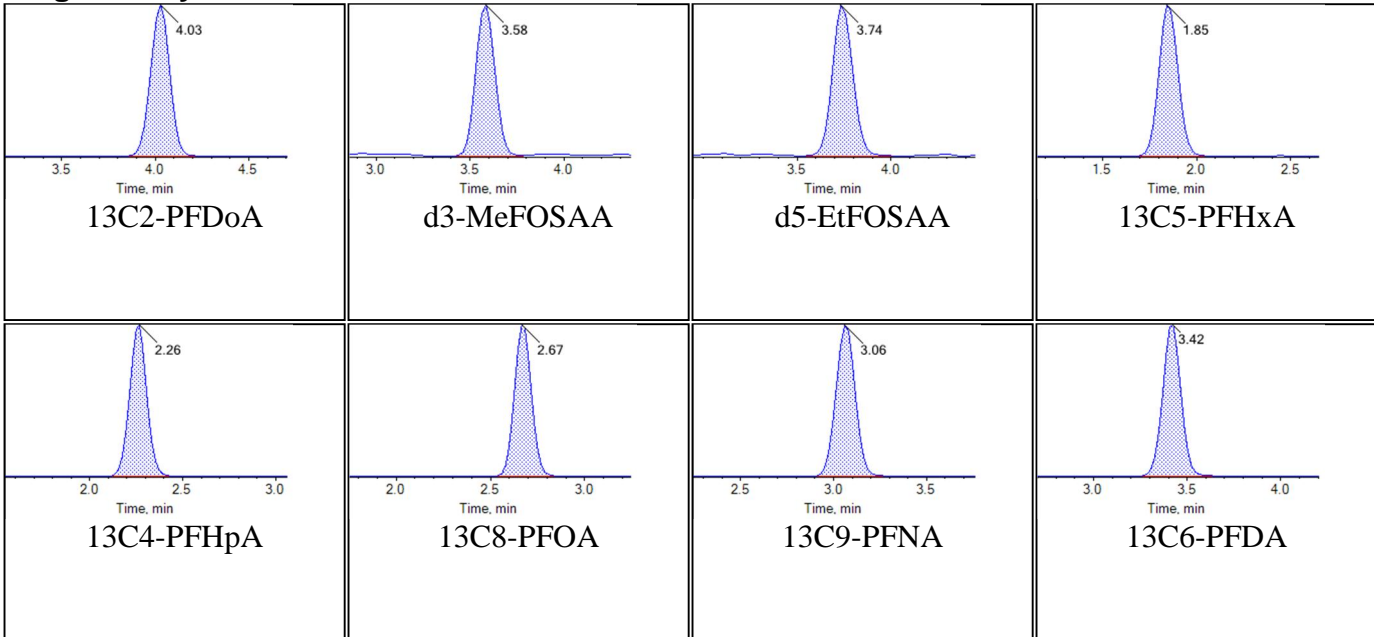 4.03
3.5 4.0 4.5
Time, min
13C2-PFDoA
3.58
3.0 3.5 4.0
Time, min
d3-MeFOSAA
3.74
3.5 4.0
Time, min
d5-EtFOSAA
1.85
1.5 2.0 2.5
Time, min
13C5-PFHxA
2.26
2.0 2.5 3.0
Time, min
13C4-PFHpA
2.67
2.0 2.5 3.0
Time, min
13C8-PFOA
3.06
2.5 3.0 3.5
Time, min
13C9-PFNA
3.42
3.0 3.5 4.0
Time, min
13C6-PFDA